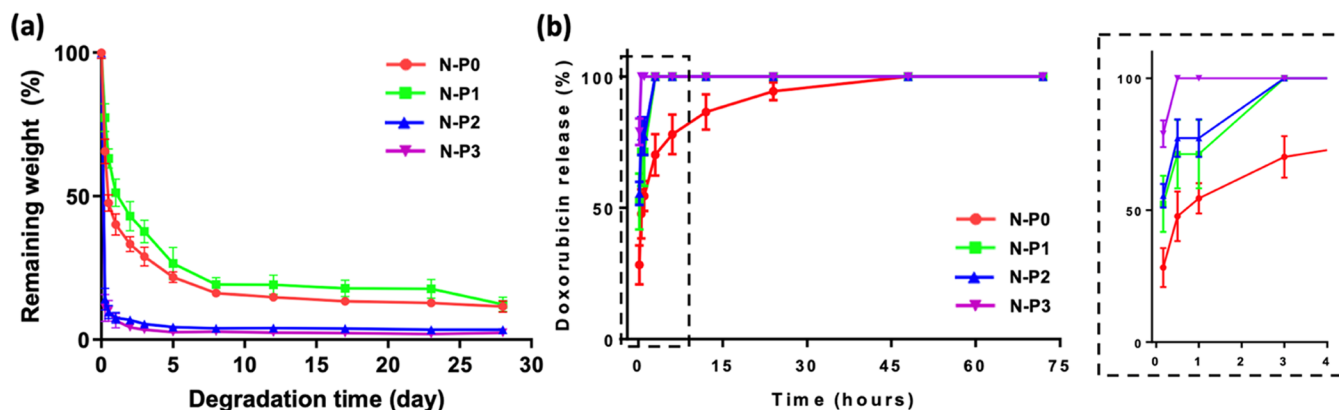 (a)
Remaining weight (%)
100
50
0
0 5 10 15 20 25 30
Degradation time (day)
N-P0
N-P1
N-P2
N-P3
(b)
Doxorubicin release (%)
100
50
0
0 15 30 45 60 75
Time (hours)
N-P0
N-P1
N-P2
N-P3
100
50
0
0 1 2 3 4